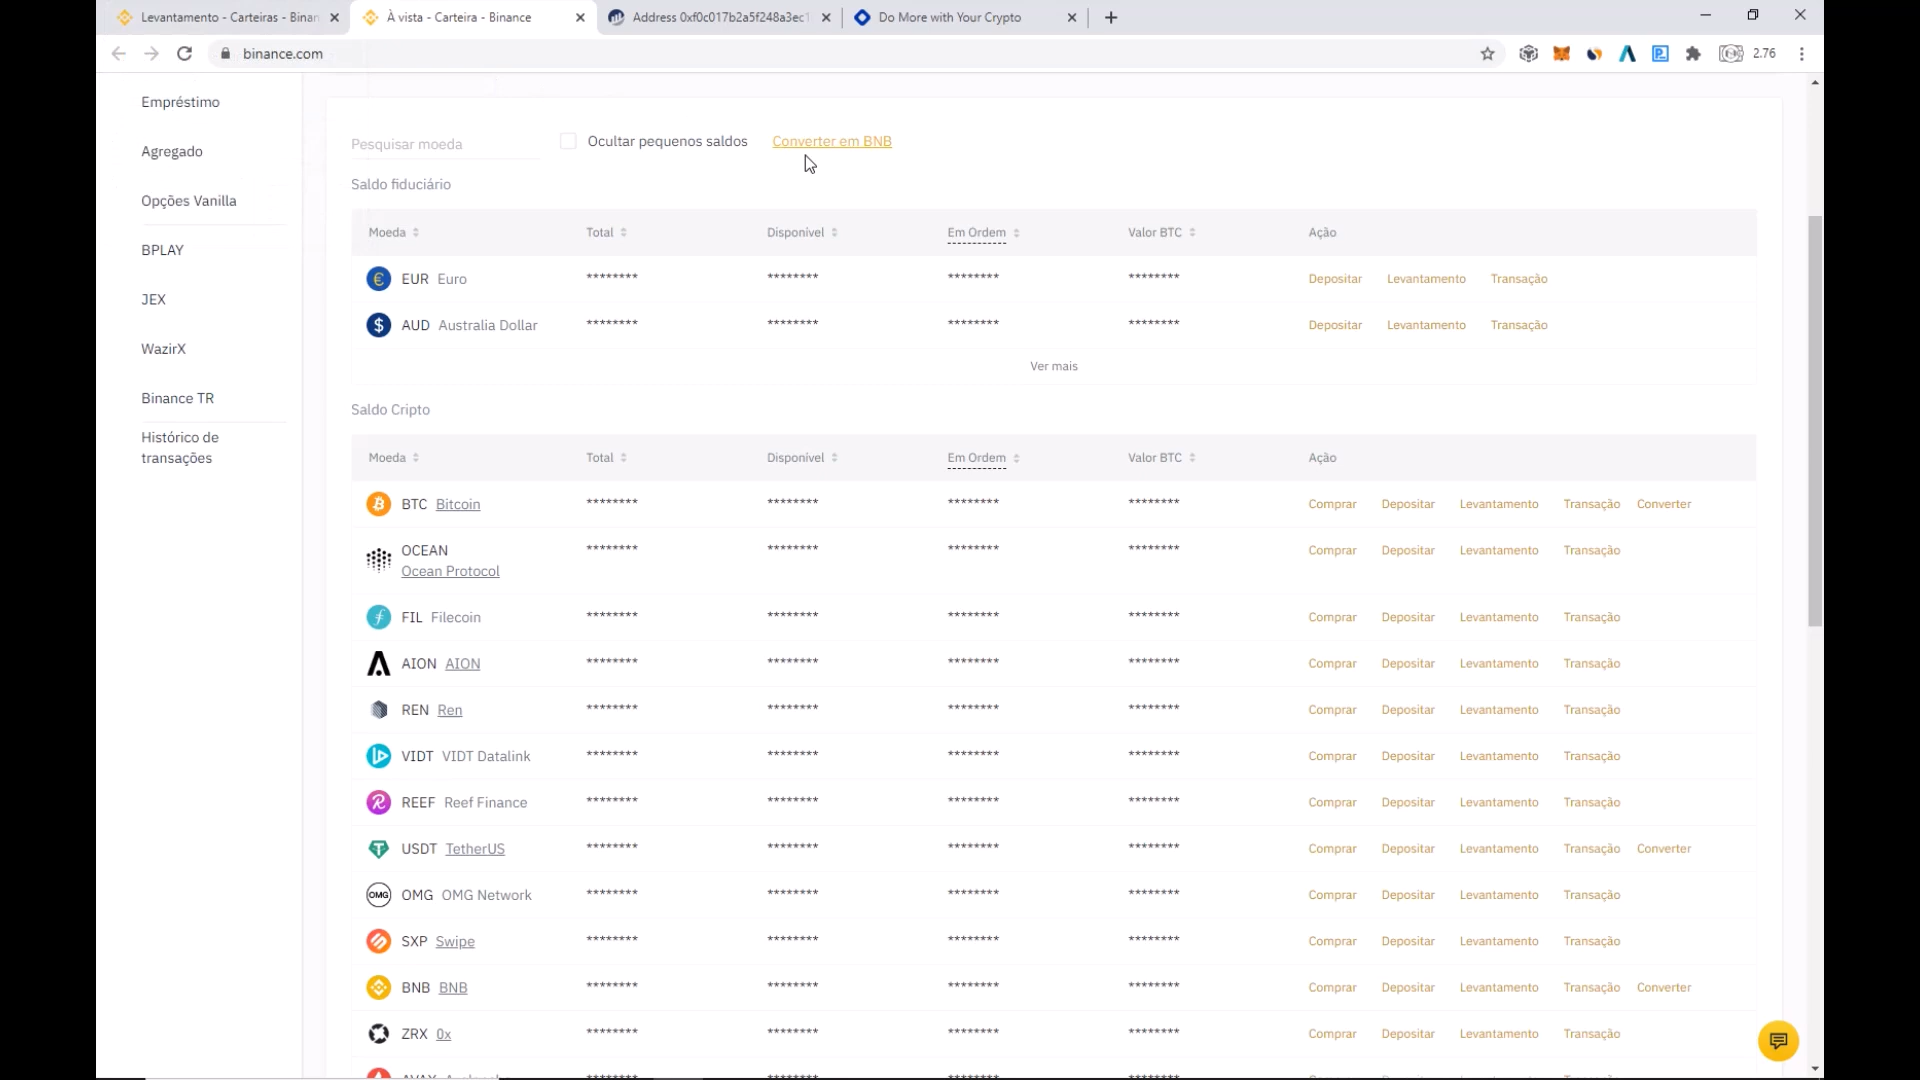 Levantamento - Carteiras - Binan
À vista - Carteira - Binance
Address 0xf0c017b2a5f248a3ec1
Do More with Your Crypto
binance.com
2.76
Empréstimo
Agregado
Opções Vanilla
BPLAY
JEX
WazirX
Binance TR
Histórico de
transações
Pesquisar moeda
Ocultar pequenos saldos
Converter em BNB
Saldo fiduciário
Moeda Total Disponível Em Ordem Valor BTC Ação
EUR Euro ******** ******** ******** ******** Depositar Levantamento Transação
AUD Australia Dollar ******** ******** ******** ******** Depositar Levantamento Transação
Ver mais
Saldo Cripto
Moeda Total Disponível Em Ordem Valor BTC Ação
BTC Bitcoin ******** ******** ******** ******** Comprar Depositar Levantamento Transação Converter
OCEAN ******** ******** ******** ******** Comprar Depositar Levantamento Transação
Ocean Protocol
FIL Filecoin ******** ******** ******** ******** Comprar Depositar Levantamento Transação
AION AION ******** ******** ******** ******** Comprar Depositar Levantamento Transação
REN Ren ******** ******** ******** ******** Comprar Depositar Levantamento Transação
VIDT VIDT Datalink ******** ******** ******** ******** Comprar Depositar Levantamento Transação
REEF Reef Finance ******** ******** ******** ******** Comprar Depositar Levantamento Transação
USDT TetherUS ******** ******** ******** ******** Comprar Depositar Levantamento Transação Converter
OMG OMG OMG Network ******** ******** ******** ******** Comprar Depositar Levantamento Transação
SXP Swipe ******** ******** ******** ******** Comprar Depositar Levantamento Transação
BNB BNB ******** ******** ******** ******** Comprar Depositar Levantamento Transação Converter
ZRX 0x ******** ******** ******** ******** Comprar Depositar Levantamento Transação